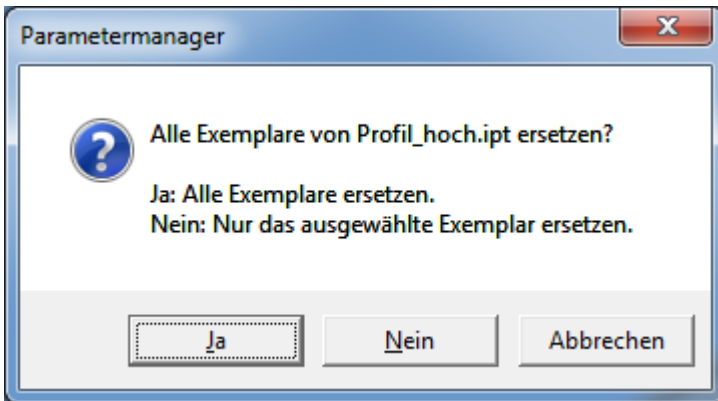 Parametermanager
Alle Exemplare von Profil_hoch.ipt ersetzen?
Ja: Alle Exemplare ersetzen.
Nein: Nur das ausgewählte Exemplar ersetzen.
Ja
Nein
Abbrechen